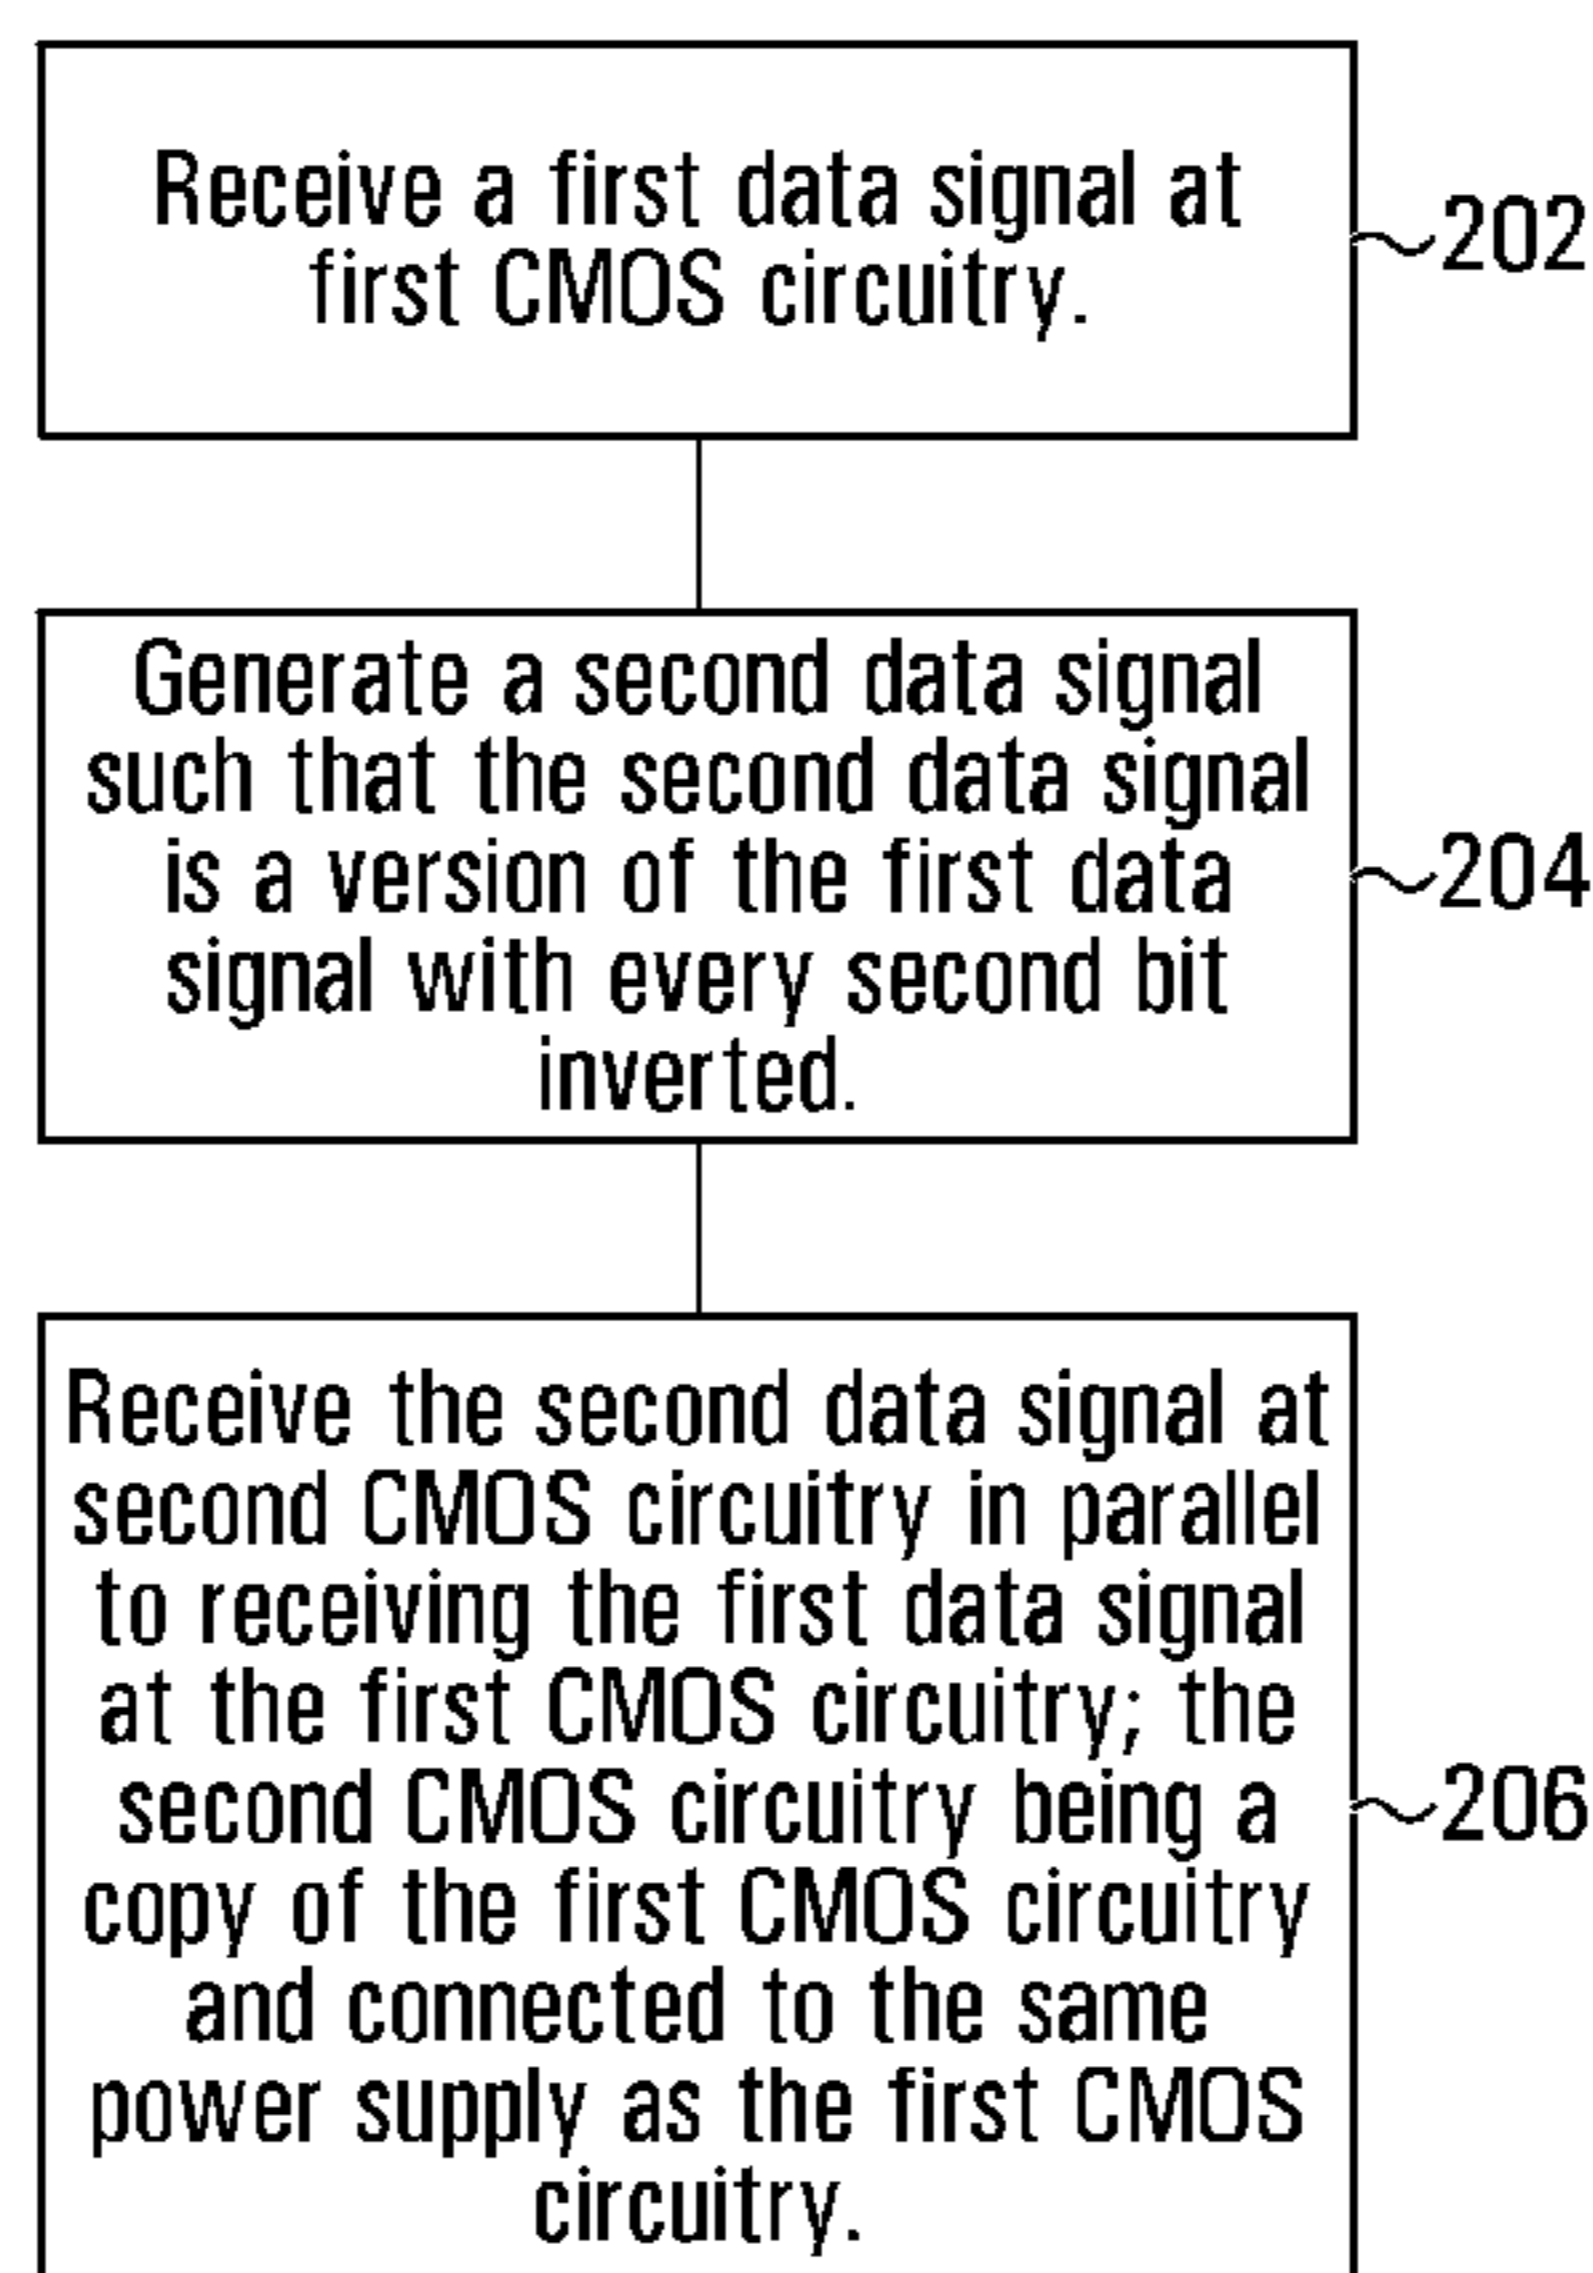 Receive a first data signal at
first CMOS circuitry.
202
Generate a second data signal
such that the second data signal
is a version of the first data
signal with every second bit
inverted.
204
Receive the second data signal at
second CMOS circuitry in parallel
to receiving the first data signal
at the first CMOS circuitry; the
second CMOS circuitry being a
copy of the first CMOS circuitry
and connected to the same
power supply as the first CMOS
circuitry.
206